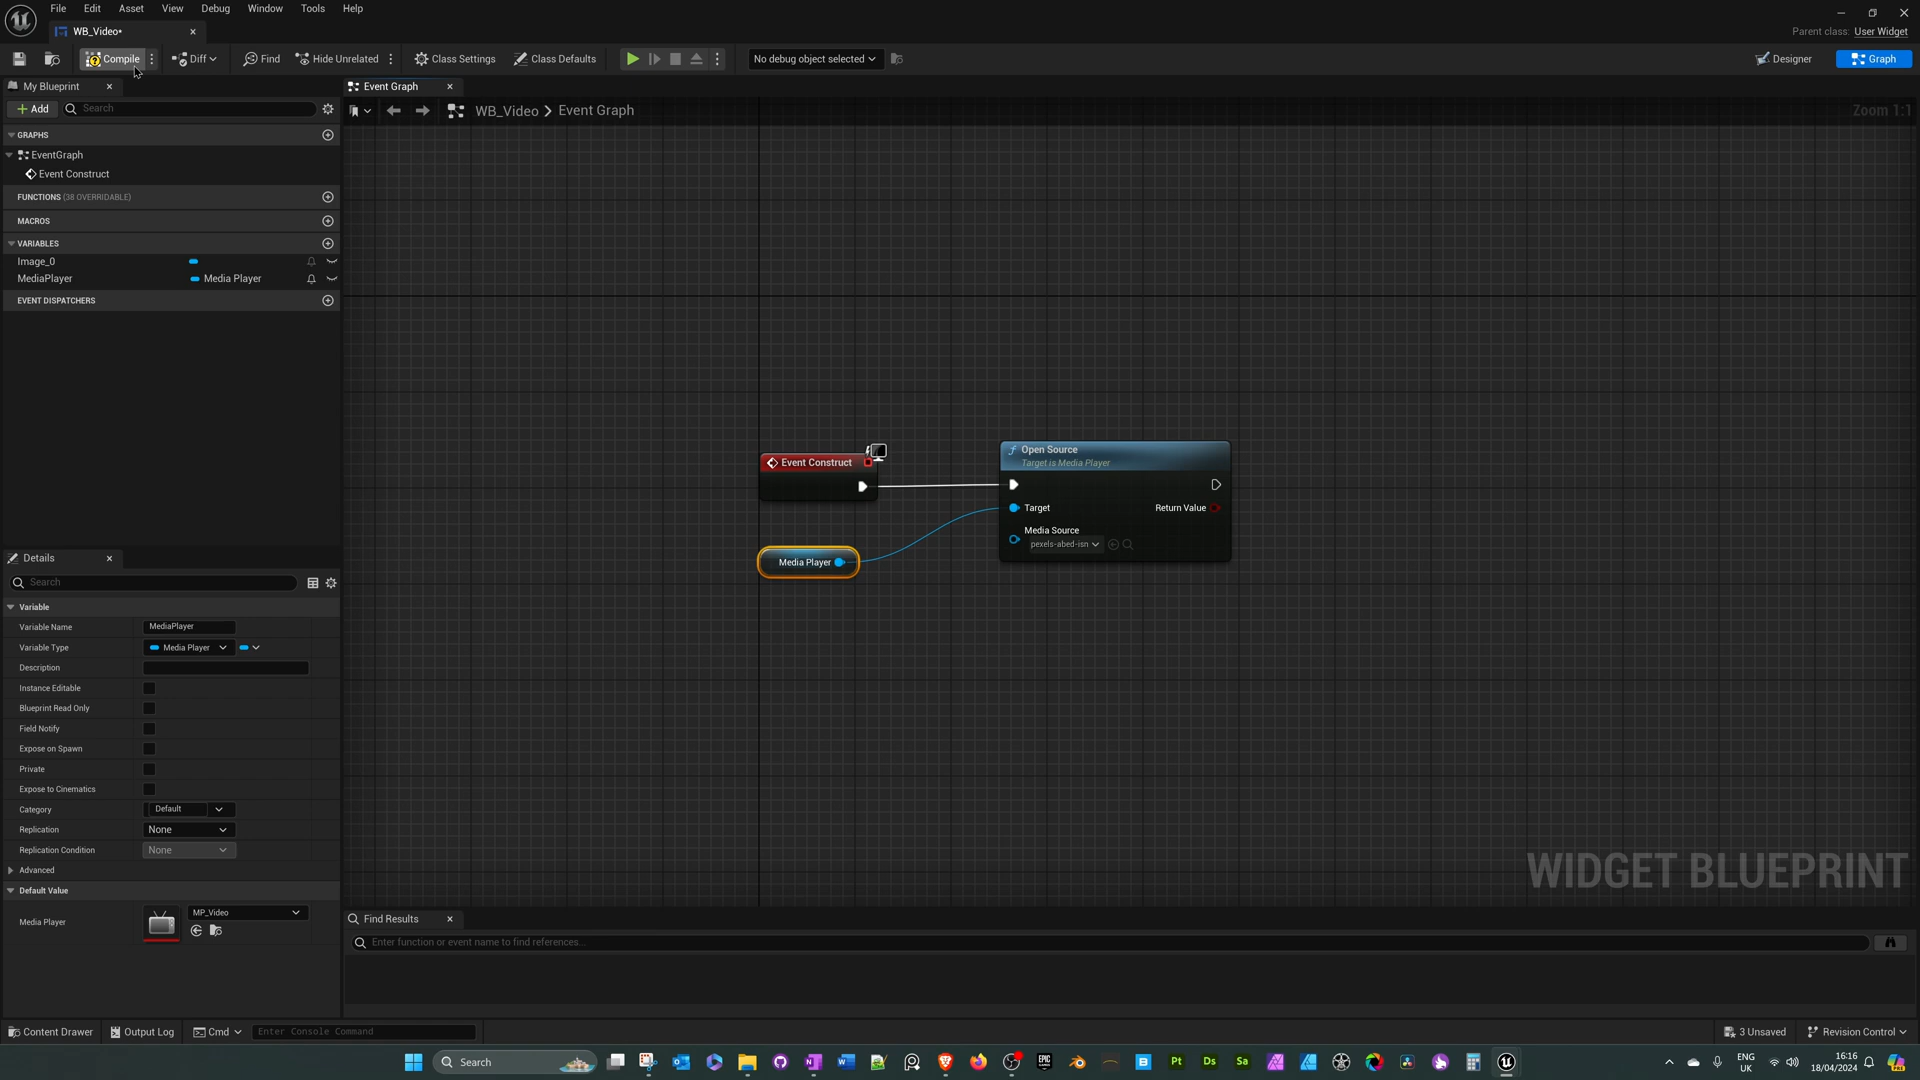 File Edit Asset View Debug Window Tools Help
WB_Video*
Parent class: User Widget
Compile Diff Find Hide Unrelated Class Settings Class Defaults No debug object selected Designer Graph
My Blueprint Event Graph
Add Search WB_Video > Event Graph Zoom 1:1
GRAPHS
EventGraph
Event Construct
FUNCTIONS (38 OVERRIDABLE)
MACROS
VARIABLES
Image_0
MediaPlayer Media Player
EVENT DISPATCHERS
Event Construct
Open Source
Target is Media Player
Target Return Value
Media Source
pexels-abed-isn
Media Player
Details
Search
Variable
Variable Name MediaPlayer
Variable Type Media Player
Description
Instance Editable
Blueprint Read Only
Field Notify
Expose on Spawn
Private
Expose to Cinematics
Category Default
Replication None
Replication Condition None
Advanced
Default Value
Media Player MP_Video
WIDGET BLUEPRINT
Find Results
Enter function or event name to find references...
Content Drawer Output Log Cmd Enter Console Command 3 Unsaved Revision Control
Search
Pt Ds Sa
ENG
UK
16:16
18/04/2024